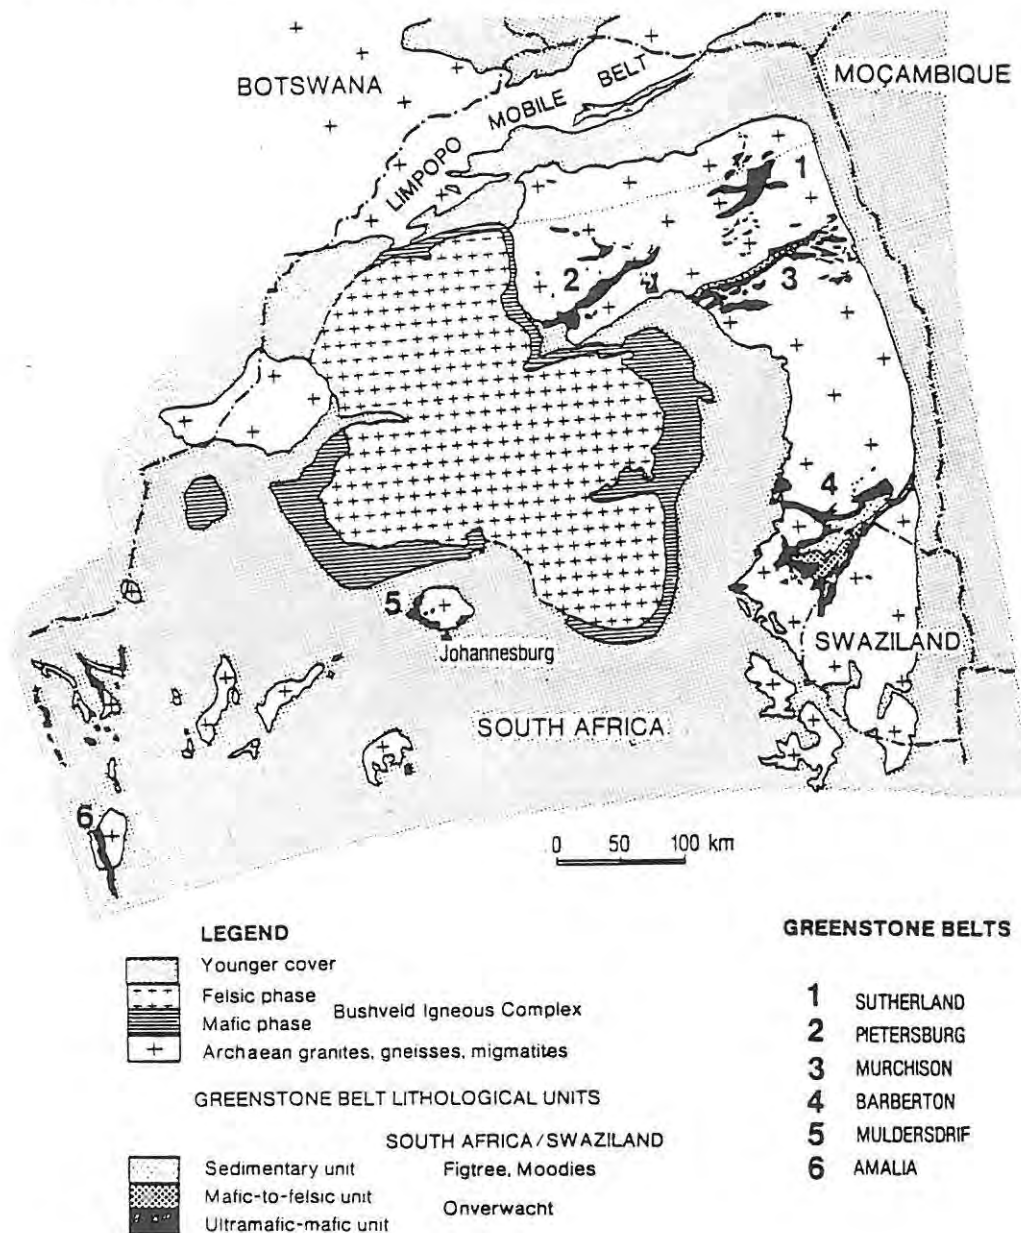 BOTSWANA
MOÇAMBIQUE
LIMPOPO MOBILE BELT
1
2
3
4
5
Johannesburg
SWAZILAND
SOUTH AFRICA
6
0 50 100 km
LEGEND
Younger cover
Felsic phase
Mafic phase
Bushveld Igneous Complex
Archaean granites, gneisses, migmatites
GREENSTONE BELT LITHOLOGICAL UNITS
SOUTH AFRICA/SWAZILAND
Sedimentary unit Figtree, Moodies
Mafic-to-felsic unit
Onverwacht
Ultramafic-mafic unit
GREENSTONE BELTS
1 SUTHERLAND
2 PIETERSBURG
3 MURCHISON
4 BARBERTON
5 MULDERSDRIF
6 AMALIA